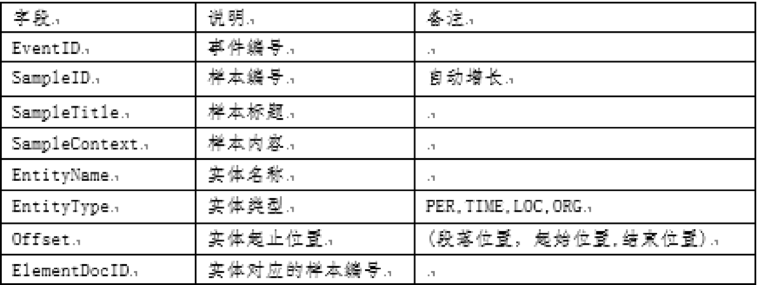 字段 说明 备注
EventID 事件编号
SampleID 样本编号 自动增长
SampleTitle 样本标题
SampleContext 样本内容
EntityName 实体名称
EntityType 实体类型 PER,TIME,LOC,ORG
Offset 实体起止位置 (段落位置，起始位置,结束位置)
ElementDocID 实体对应的样本编号